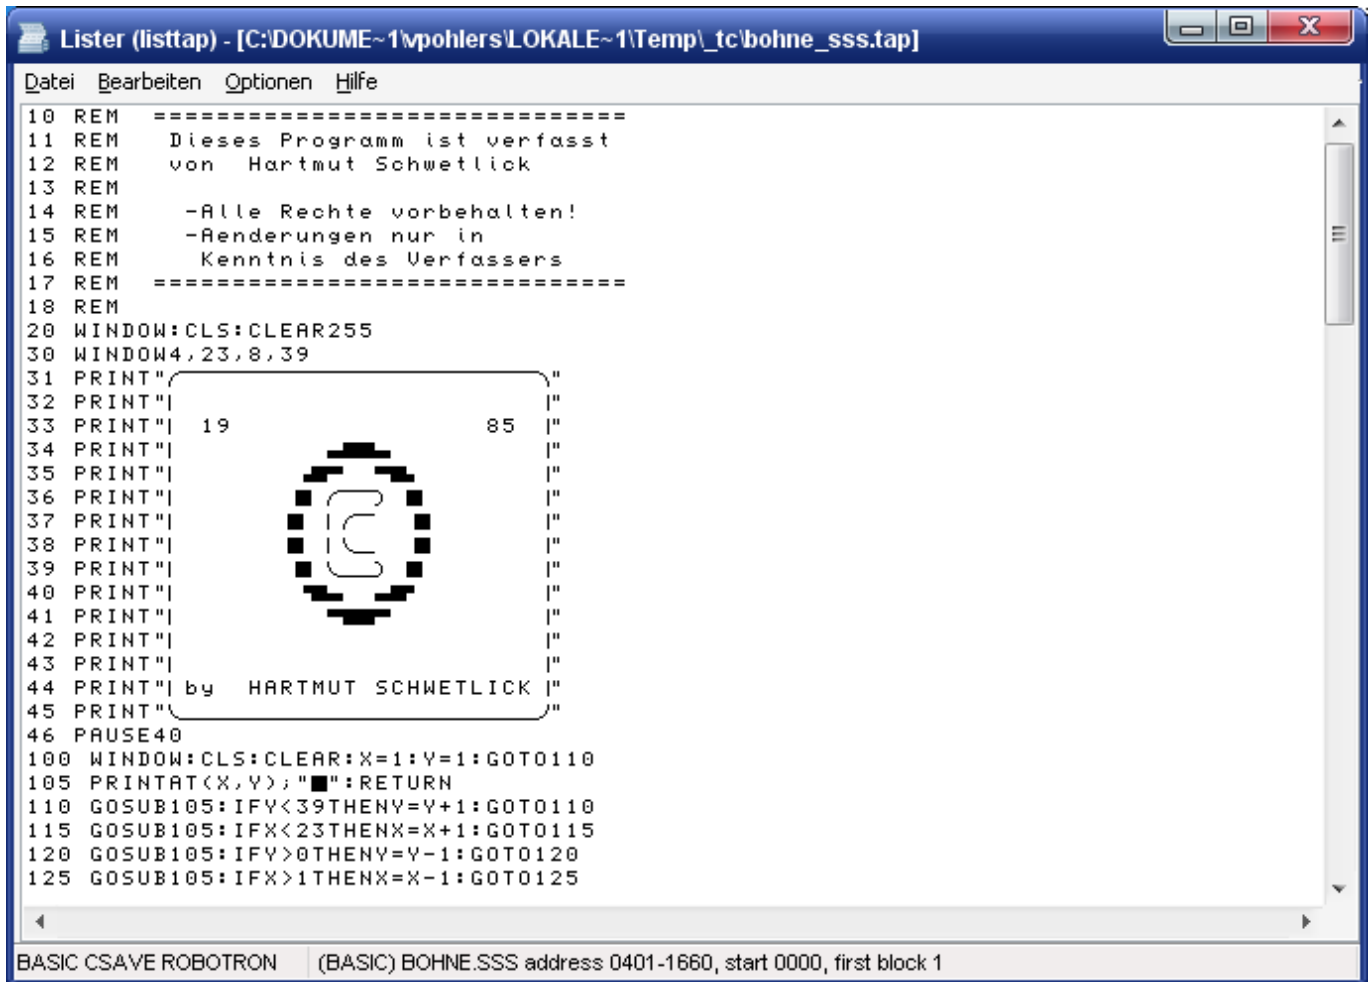 Lister (listtap) - [C:\DOKUME~1\vpohlers\LOKALE~1\Temp\_tc\bohne_sss.tap]
Datei Bearbeiten Optionen Hilfe
10 REM  ==============================
11 REM   Dieses Programm ist verfasst
12 REM   von  Hartmut Schwetlick
13 REM
14 REM    -Alle Rechte vorbehalten!
15 REM    -Aenderungen nur in
16 REM     Kenntnis des Verfassers
17 REM  ==============================
18 REM
20 WINDOW:CLS:CLEAR255
30 WINDOW4,23,8,39
31 PRINT"╭───────────────────────╮"
32 PRINT"|                       |"
33 PRINT"| 19                85  |"
34 PRINT"|         ▄█▄           |"
35 PRINT"|                       |"
36 PRINT"|       ■       ■       |"
37 PRINT"|       ■       ■       |"
38 PRINT"|       ■       ■       |"
39 PRINT"|       ■       ■       |"
40 PRINT"|                       |"
41 PRINT"|         ▀█▀           |"
42 PRINT"|                       |"
43 PRINT"|                       |"
44 PRINT"| by  HARTMUT SCHWETLICK |"
45 PRINT"╰───────────────────────╯"
46 PAUSE40
100 WINDOW:CLS:CLEAR:X=1:Y=1:GOTO110
105 PRINTAT(X,Y);"■":RETURN
110 GOSUB105:IFY<39THENY=Y+1:GOTO110
115 GOSUB105:IFX<23THENX=X+1:GOTO115
120 GOSUB105:IFY>0THENY=Y-1:GOTO120
125 GOSUB105:IFX>1THENX=X-1:GOTO125
BASIC CSAVE ROBOTRON (BASIC) BOHNE.SSS address 0401-1660, start 0000, first block 1